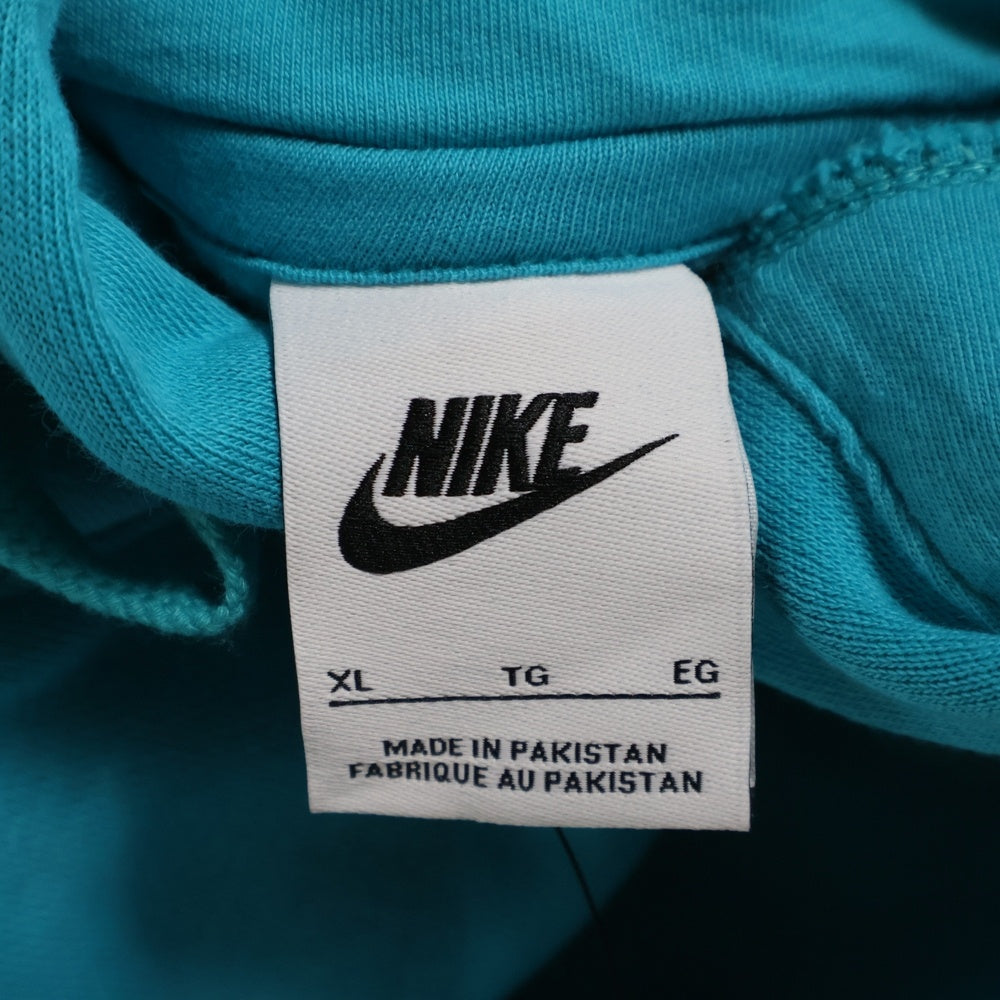 NIKE
XL TG EG
MADE IN PAKISTAN
FABRIQUE AU PAKISTAN